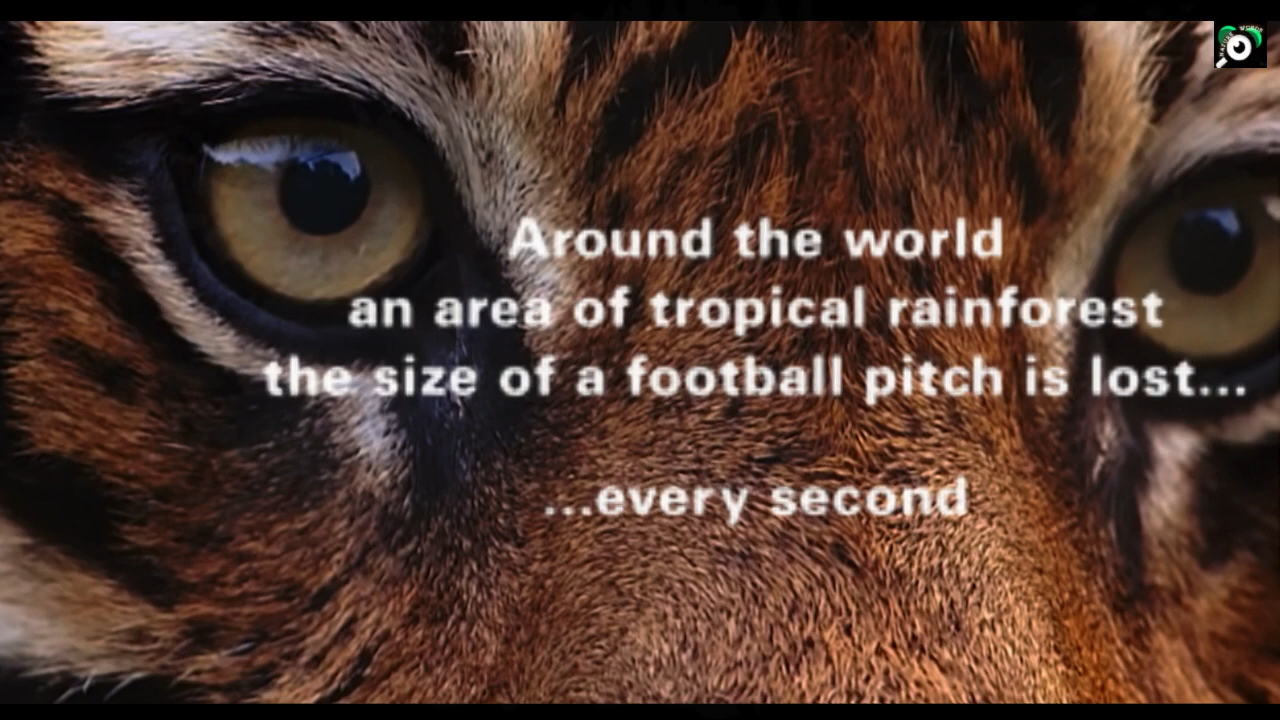 Around the world
an area of tropical rainforest
the size of a football pitch is lost...
...every second